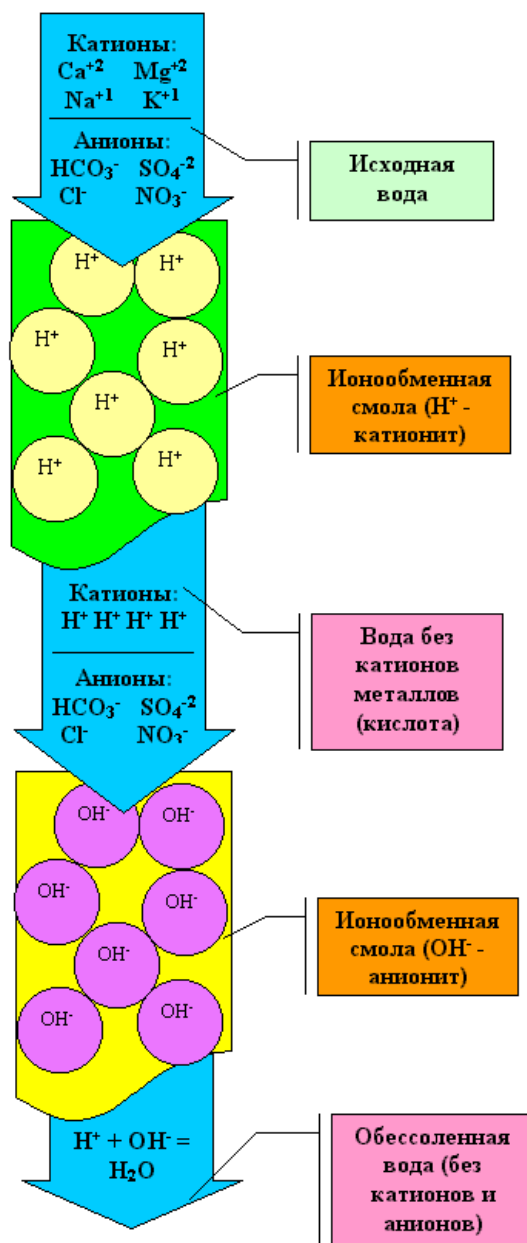 Катионы:
Ca⁺² Mg⁺²
Na⁺¹ K⁺¹
Анионы:
HCO₃⁻ SO₄⁻²
Cl⁻ NO₃⁻
Исходная
вода
H⁺
H⁺
H⁺
H⁺
H⁺
H⁺
H⁺
Ионообменная
смола (H⁺ -
катионит)
Катионы:
H⁺ H⁺ H⁺ H⁺
Анионы:
HCO₃⁻ SO₄⁻²
Cl⁻ NO₃⁻
Вода без
катионов
металлов
(кислота)
OH⁻
OH⁻
OH⁻
OH⁻
OH⁻
OH⁻
OH⁻
Ионообменная
смола (OH⁻ -
анионит)
H⁺ + OH⁻ =
H₂O
Обессоленная
вода (без
катионов и
анионов)